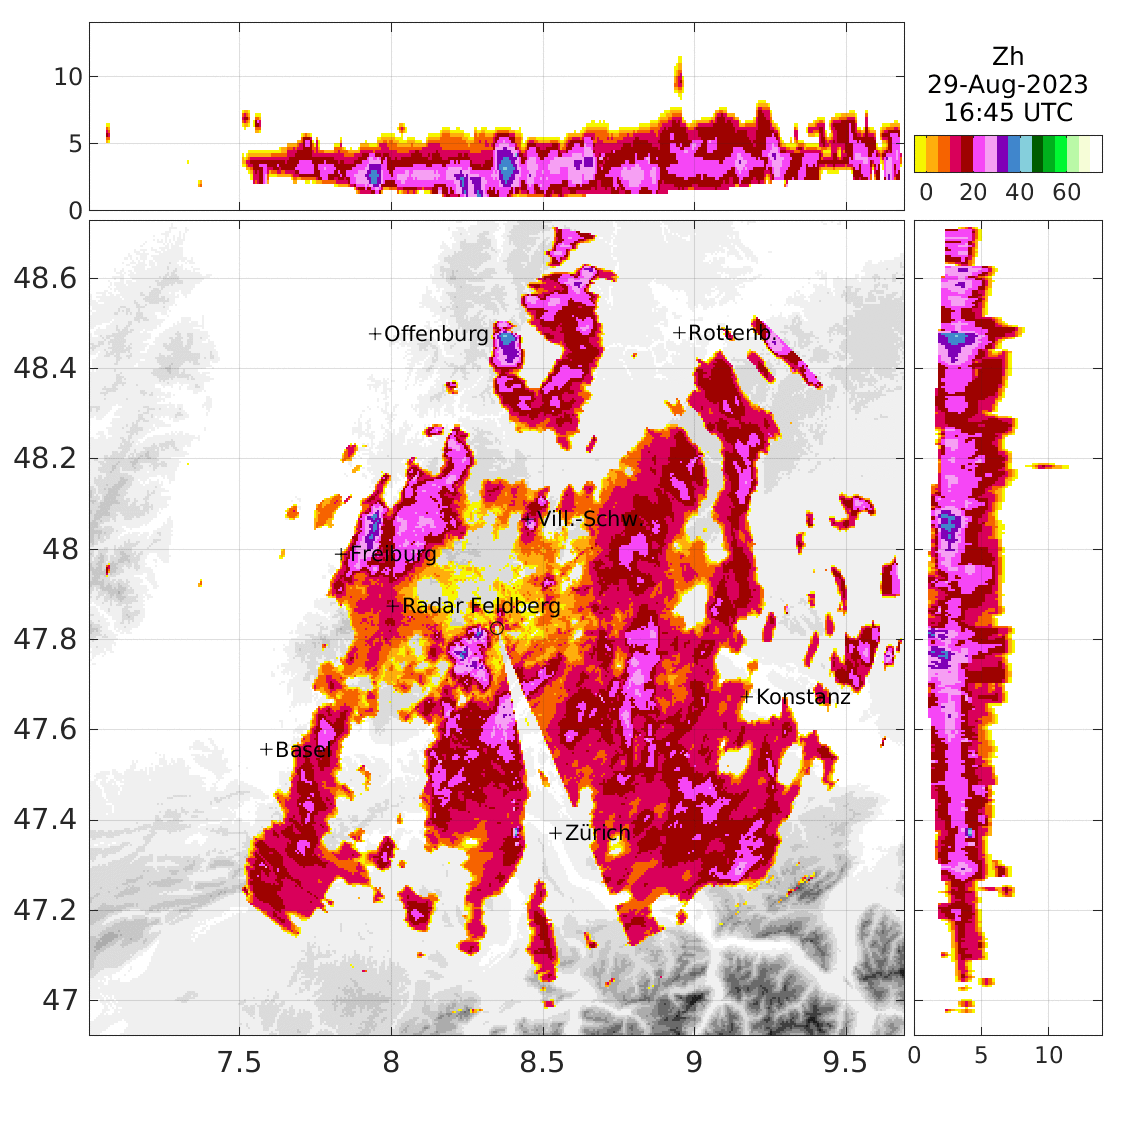 10
5
0
Zh
29-Aug-2023
16:45 UTC
0 20 40 60
48.6
48.4
48.2
48
47.8
47.6
47.4
47.2
47
+Offenburg
+Rottenb.
+Vill.-Schw.
+Freiburg
+Radar Feldberg
+Konstanz
+Basel
+Zürich
7.5 8 8.5 9 9.5
0 5 10